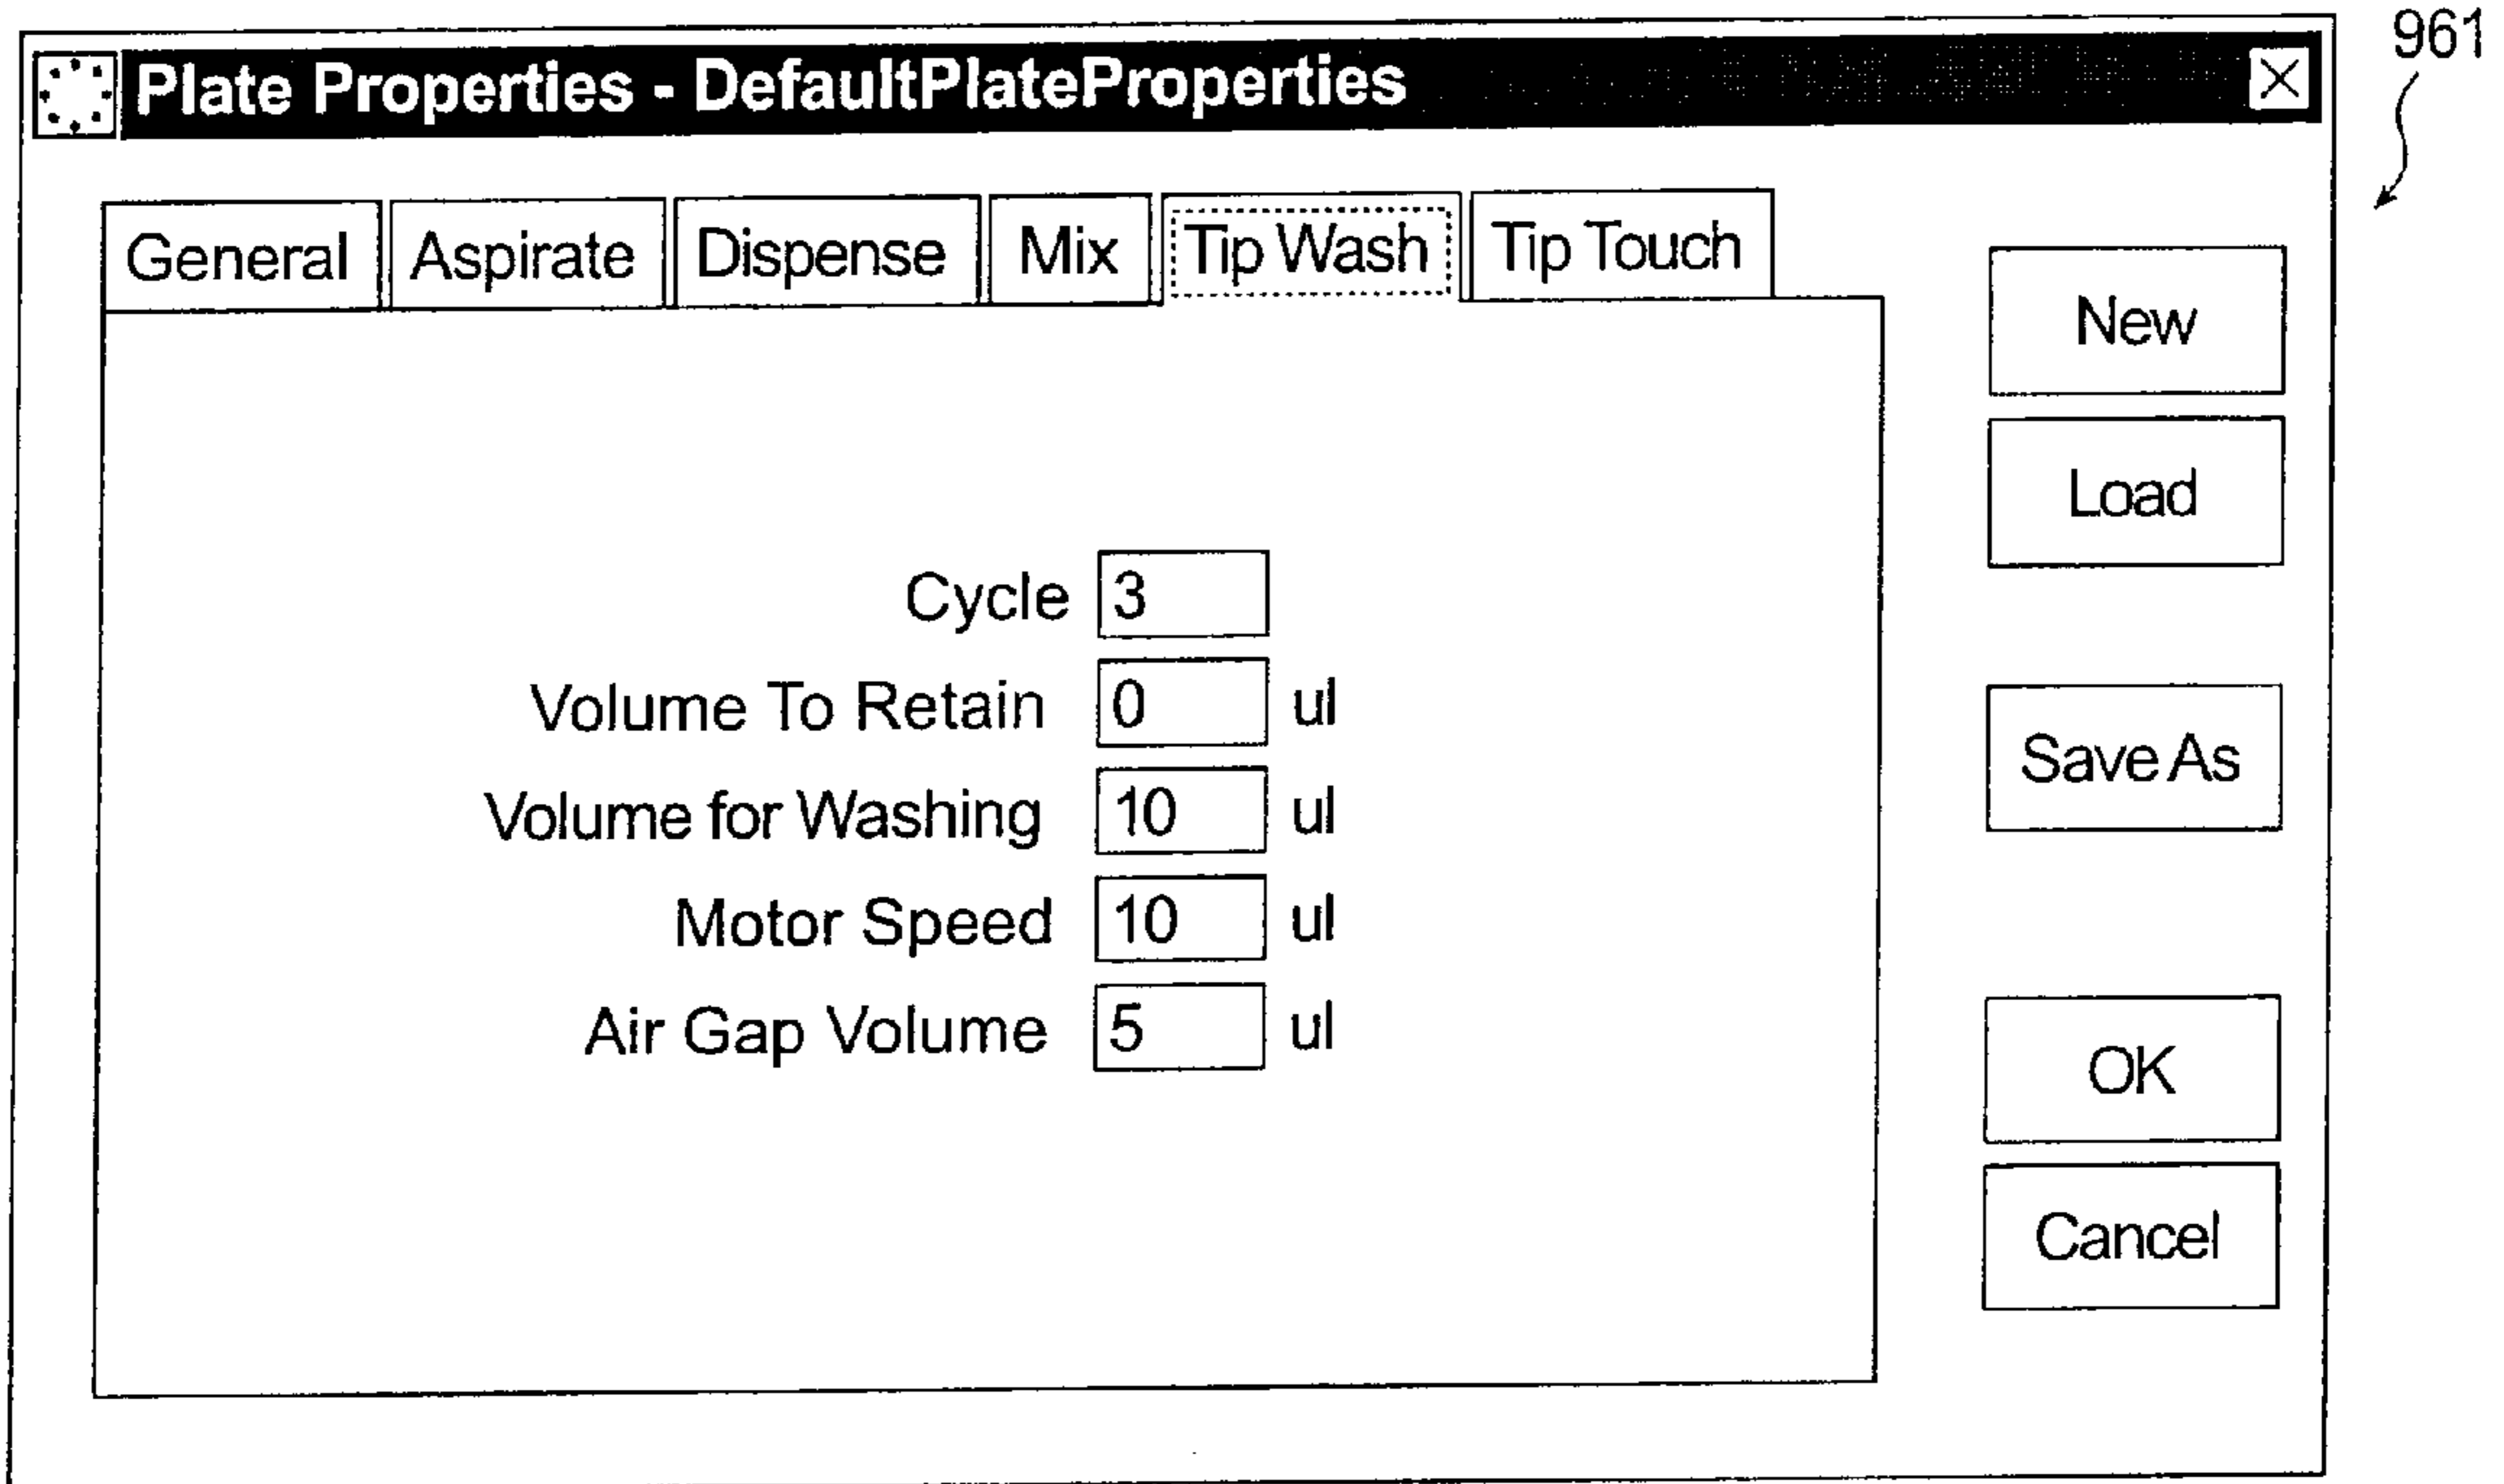 961
Plate Properties - DefaultPlateProperties
General Aspirate Dispense Mix Tip Wash Tip Touch
New
Load
Cycle 3
Volume To Retain 0 ul
Save As
Volume for Washing 10 ul
Motor Speed 10 ul
Air Gap Volume 5 ul
OK
Cancel